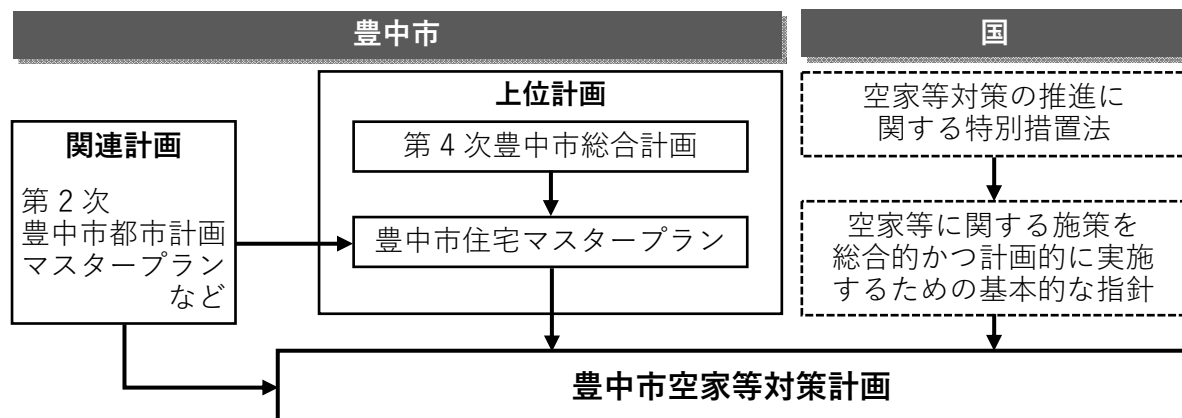 豊中市
国
上位計画
第4次豊中市総合計画
豊中市住宅マスタープラン
関連計画
第2次
豊中市都市計画
マスタープラン
など
空家等対策の推進に
関する特別措置法
空家等に関する施策を
総合的かつ計画的に実施
するための基本的な指針
豊中市空家等対策計画